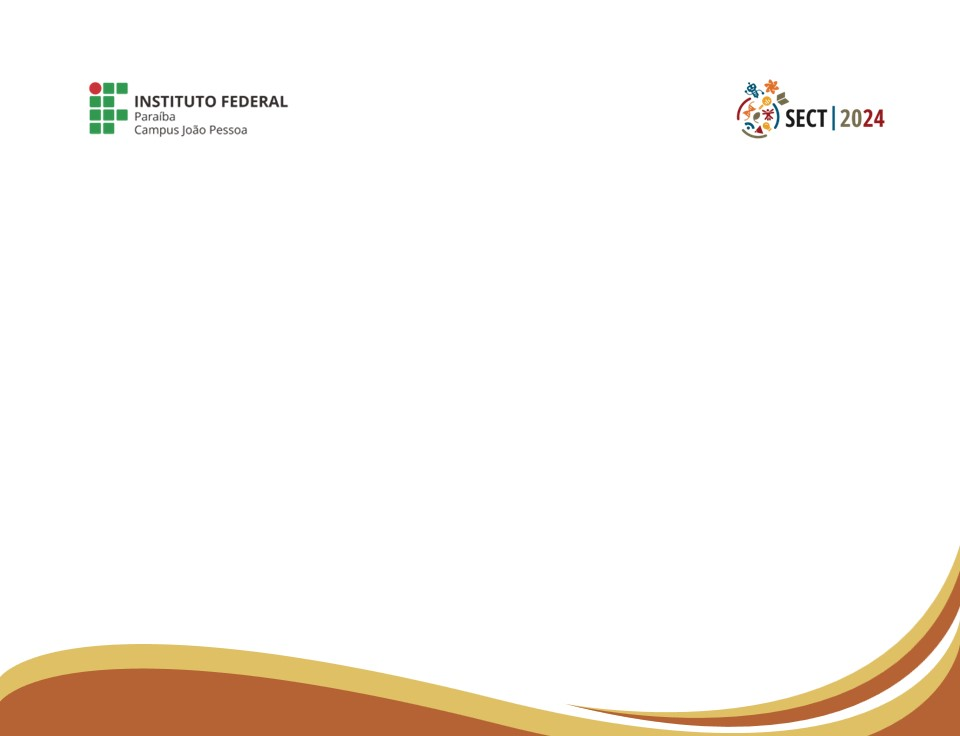 INSTITUTO FEDERAL
Paraíba
Campus João Pessoa
SECT | 2024